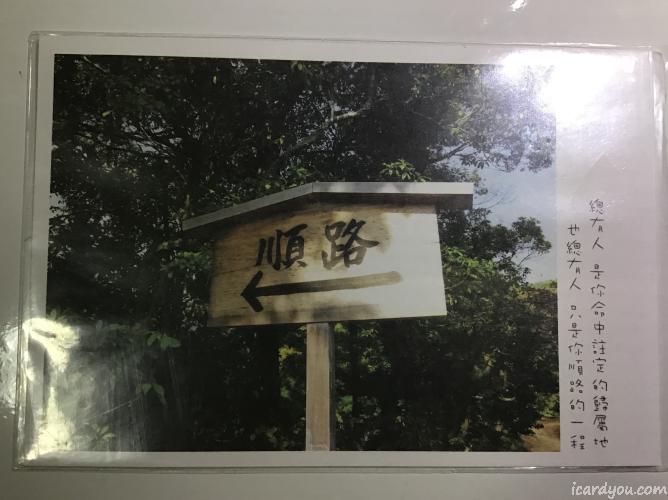 順路
總有人 是你命中註定的歸屬地
也總有人 只是你順路的一程
icardyou.com